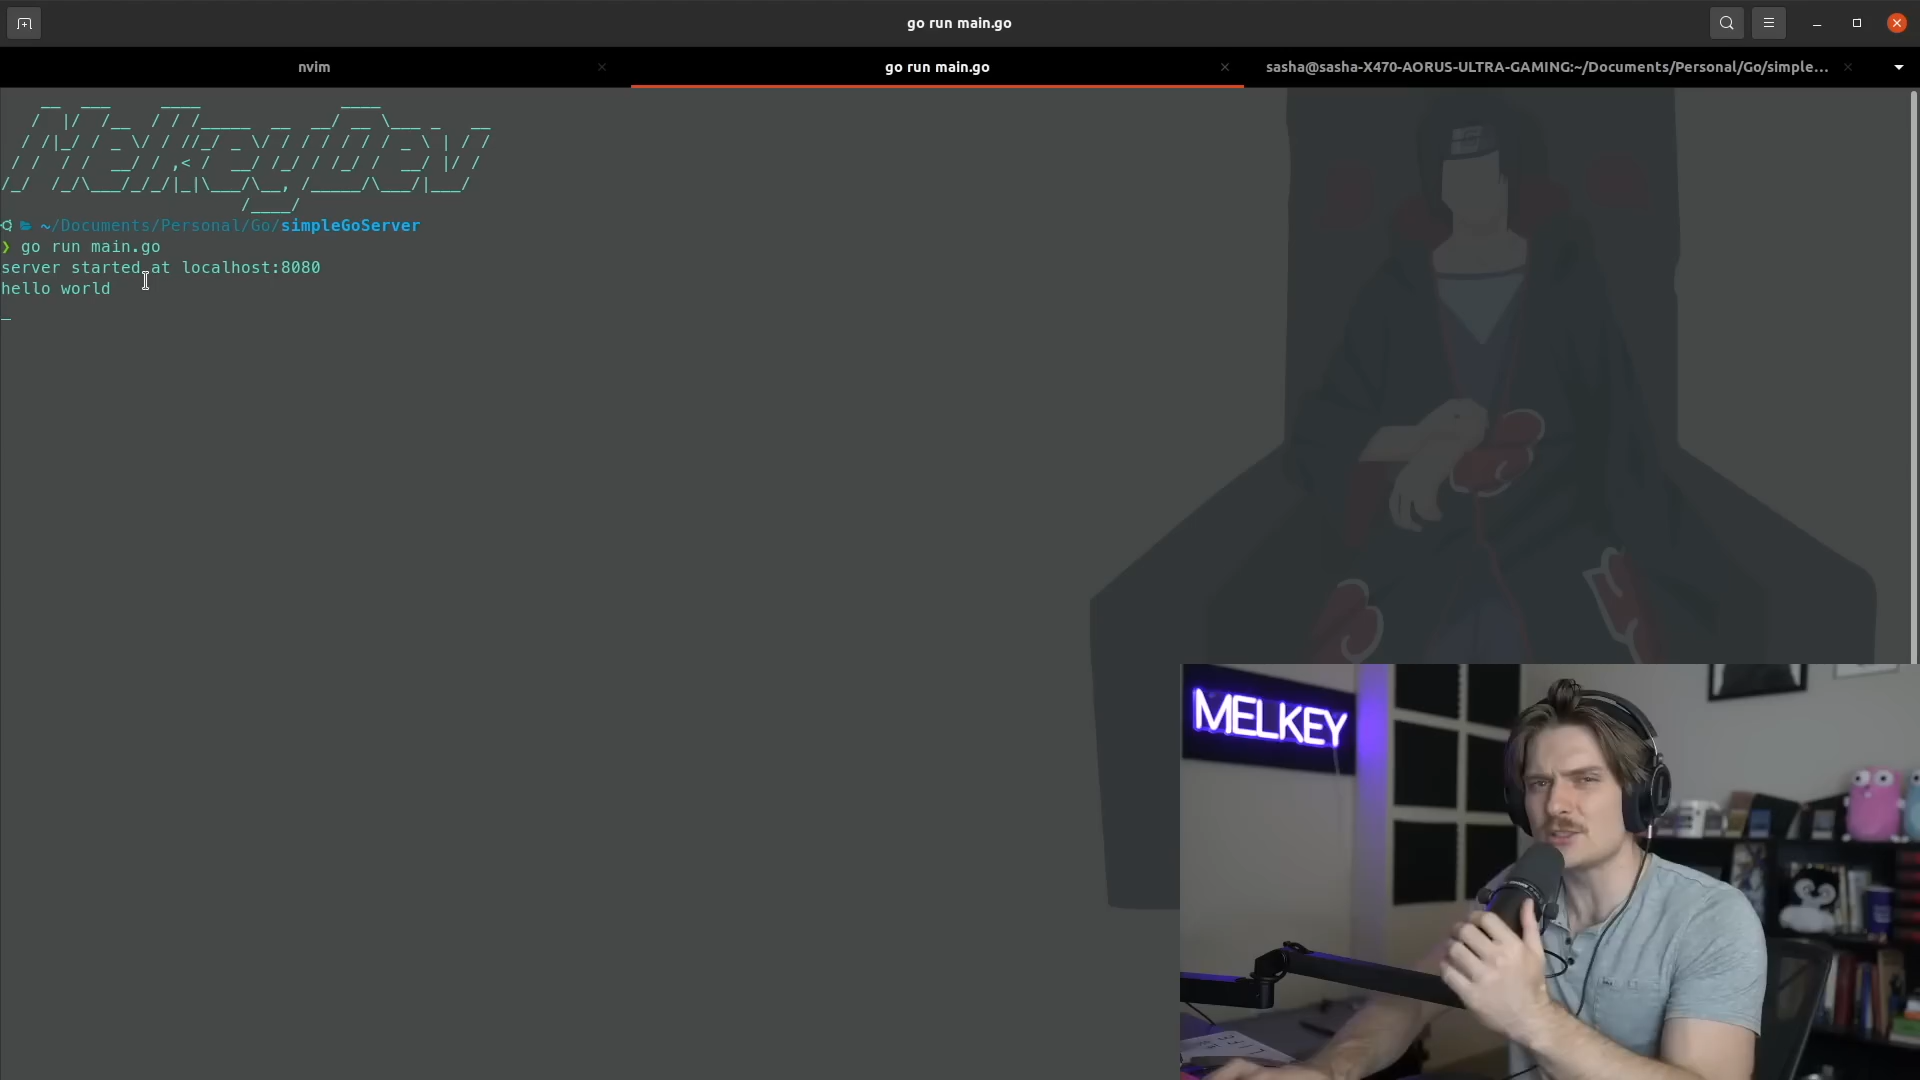 go run main.go
nvim
go run main.go
sasha@sasha-X470-AORUS-ULTRA-GAMING:~/Documents/Personal/Go/simple...
MelkeyDev
~/Documents/Personal/Go/simpleGoServer
❯ go run main.go
server started at localhost:8080
hello world
_
MELKEY